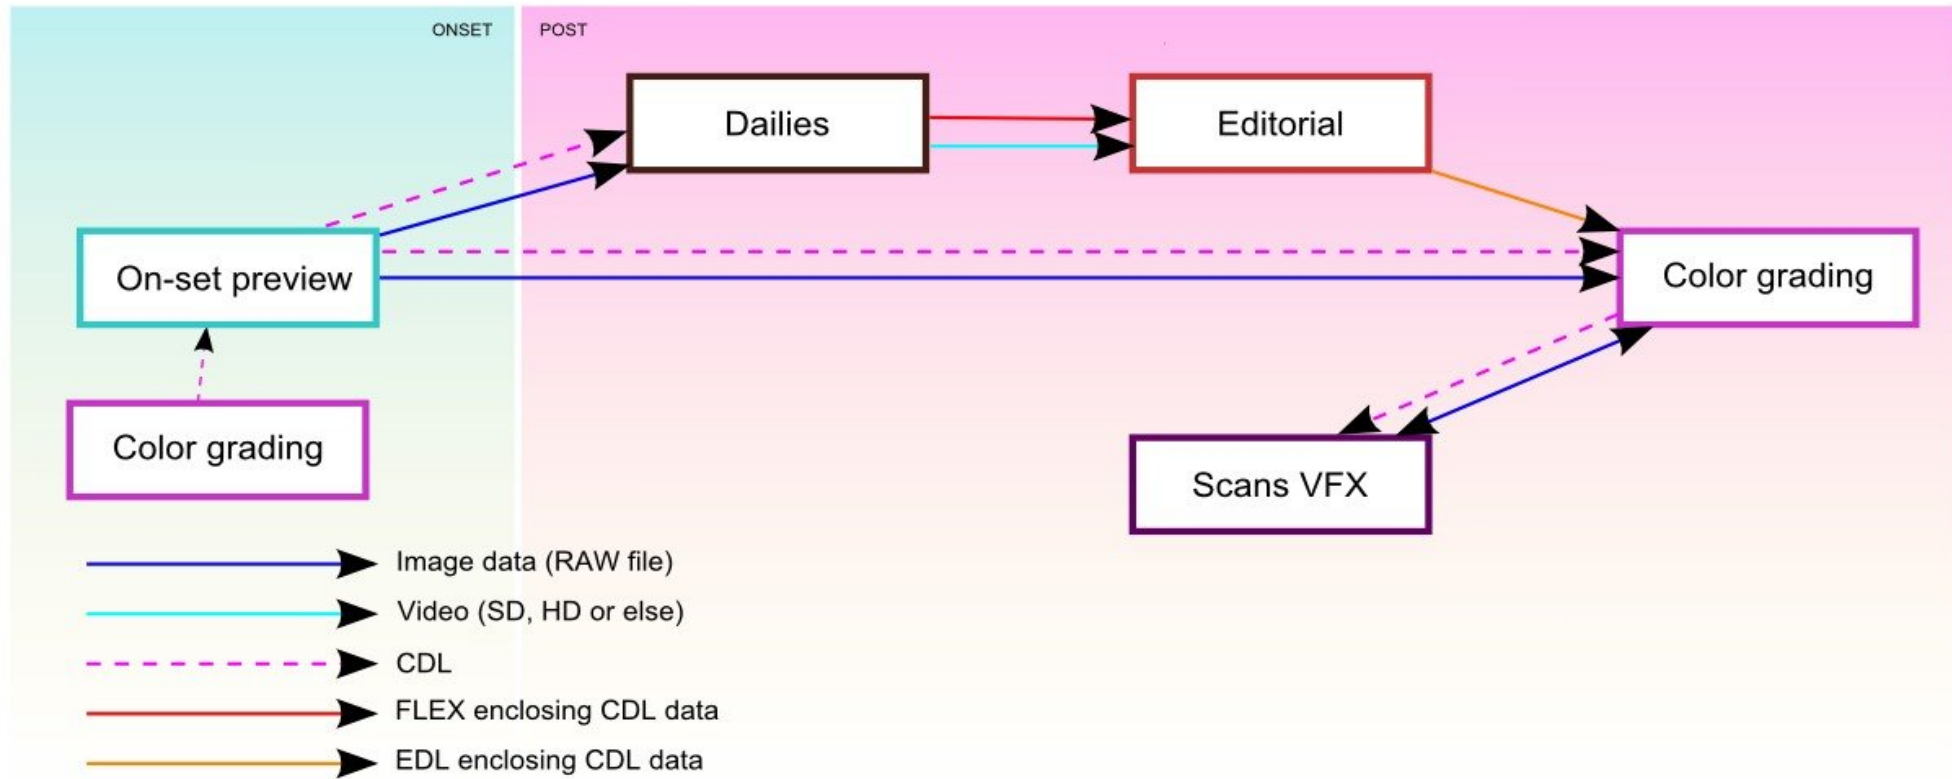 ONSET
POST
Dailies
Editorial
On-set preview
Color grading
Color grading
Scans VFX
Image data (RAW file)
Video (SD, HD or else)
CDL
FLEX enclosing CDL data
EDL enclosing CDL data